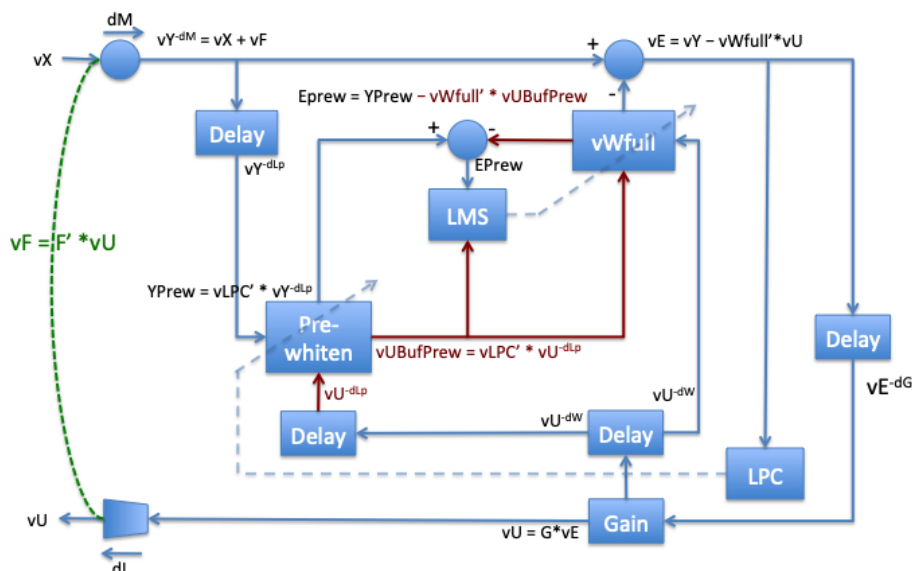 dM
vY-dM = vX + vF
+
vE = vY – vWfull'*vU
vX
-
Eprew = YPrew – vWfull' * vUBufPrew
Delay
+
-
vWfull
vY-dLp
EPrew
LMS
vF = F' *vU
YPrew = vLPC' * vY-dLp
Pre-
whiten
vUBufPrew = vLPC' * vU-dLp
Delay
vE-dG
vU-dLp
vU-dW
vU-dW
Delay
Delay
LPC
vU
Gain
vU = G*vE